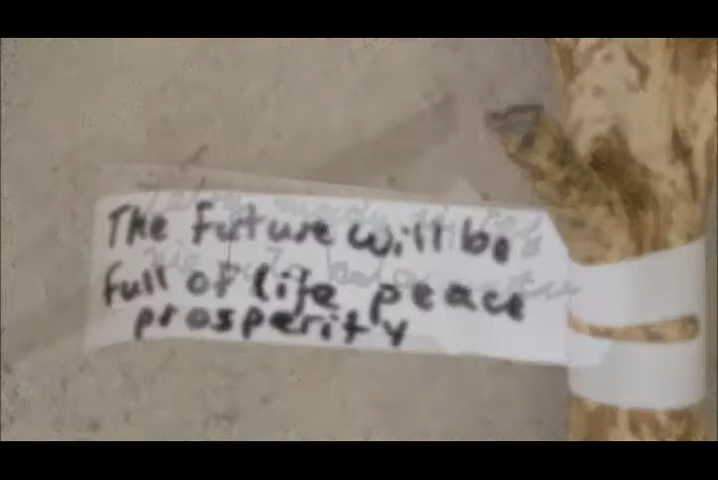 The Future will be
full of life peace
prosperity